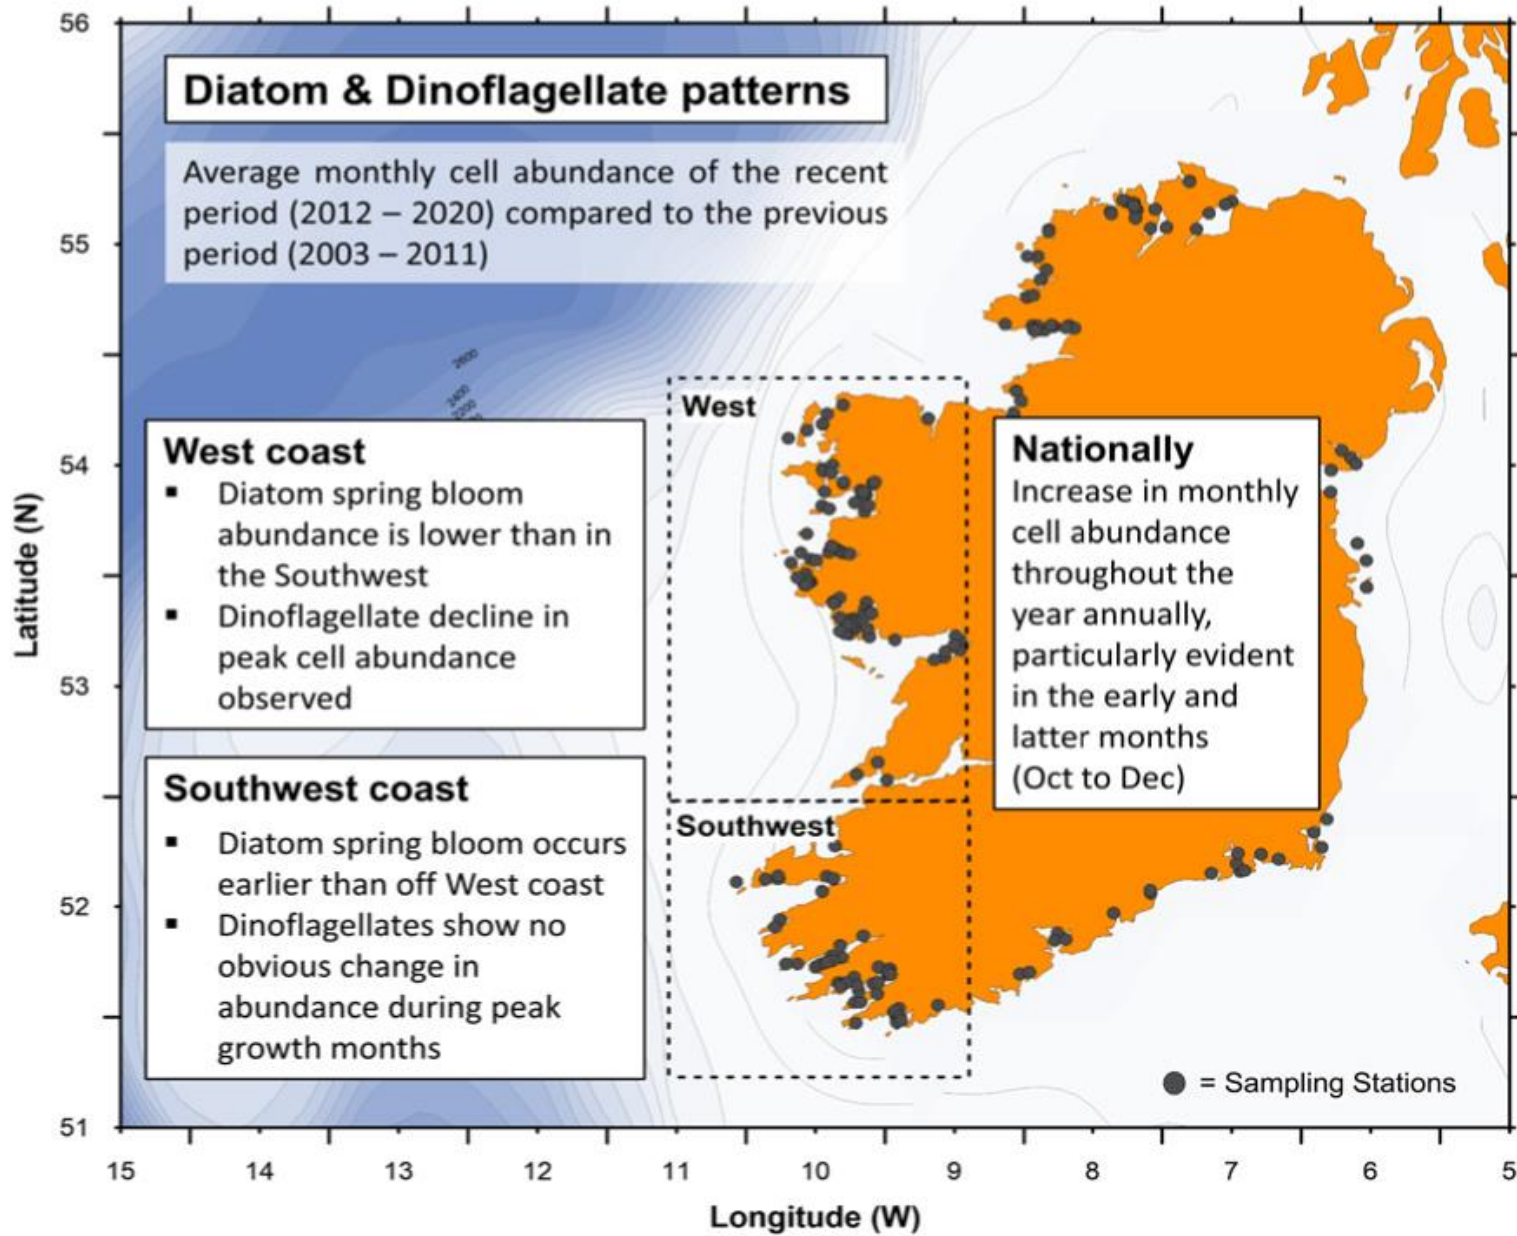 Diatom & Dinoflagellate patterns
Average monthly cell abundance of the recent
period (2012 – 2020) compared to the previous
period (2003 – 2011)
2600
2400
2200
West
West coast
▪ Diatom spring bloom
abundance is lower than in
the Southwest
▪ Dinoflagellate decline in
peak cell abundance
observed
Nationally
Increase in monthly
cell abundance
throughout the
year annually,
particularly evident
in the early and
latter months
(Oct to Dec)
Southwest coast
▪ Diatom spring bloom occurs
earlier than off West coast
▪ Dinoflagellates show no
obvious change in
abundance during peak
growth months
Southwest
= Sampling Stations
Latitude (N)
56
55
54
53
52
51
15 14 13 12 11 10 9 8 7 6 5
Longitude (W)